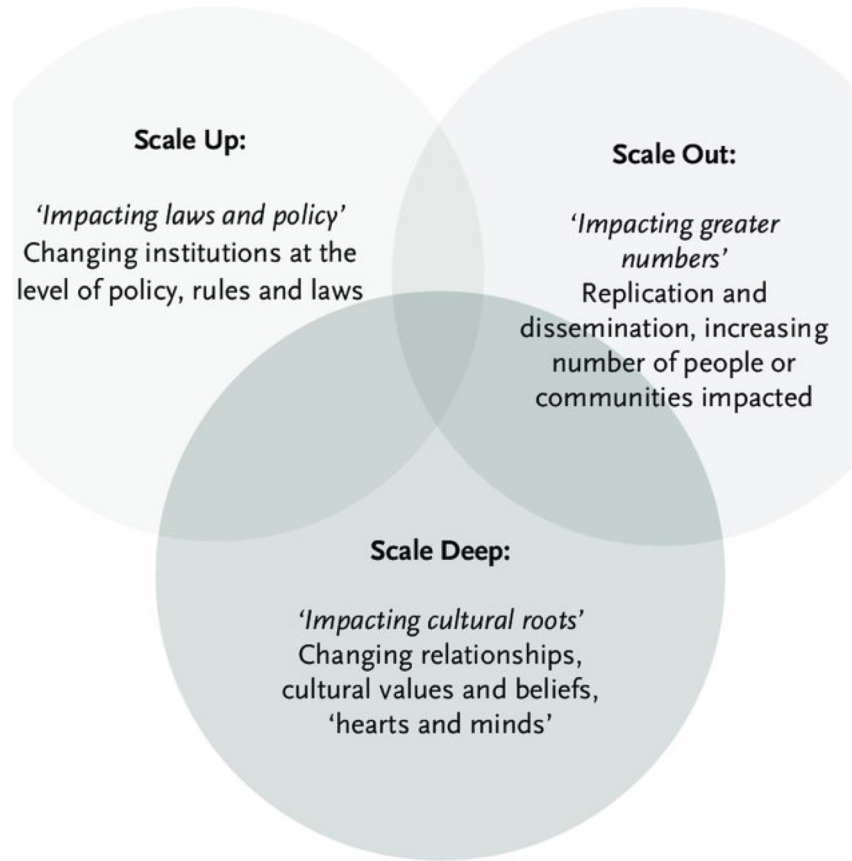 Scale Up:
‘Impacting laws and policy’
Changing institutions at the
level of policy, rules and laws
Scale Out:
‘Impacting greater
numbers’
Replication and
dissemination, increasing
number of people or
communities impacted
Scale Deep:
‘Impacting cultural roots’
Changing relationships,
cultural values and beliefs,
‘hearts and minds’